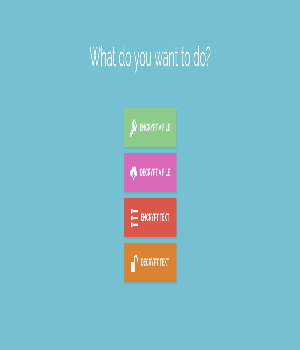 What do you want to do?
ENCRYPT A FILE
DECRYPT A FILE
ENCRYPT TEXT
DECRYPT TEXT